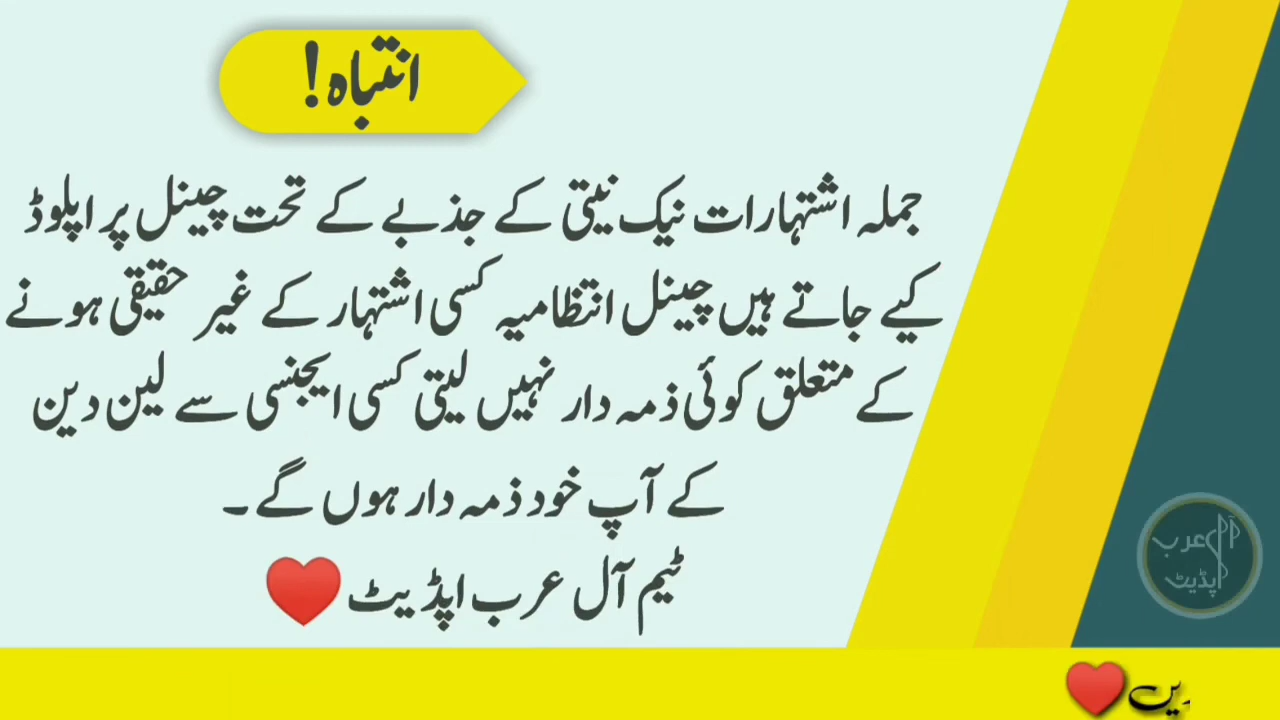 انتباہ!
جملہ اشتہارات نیک نیتی کے جذبے کے تحت چینل پر اپلوڈ
کیے جاتے ہیں چینل انتظامیہ کسی اشتہار کے غیر حقیقی ہونے
کے متعلق کوئی ذمہ دار نہیں لیتی کسی ایجنسی سے لین دین
کے آپ خود ذمہ دار ہوں گے۔
ٹیم آل عرب اپڈیٹ ♥
آل عرب
اپڈیٹ